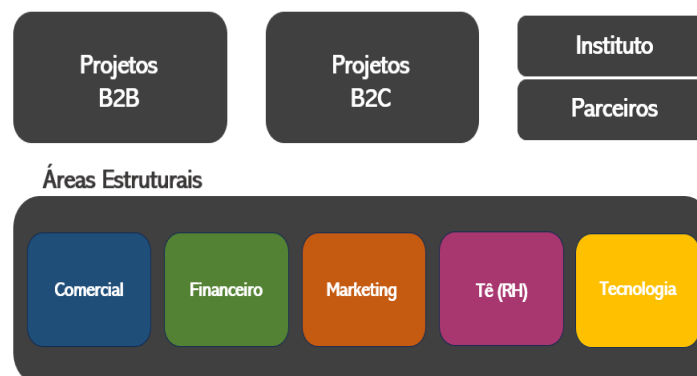 Projetos
B2B
Projetos
B2C
Instituto
Parceiros
Áreas Estruturais
Comercial
Financeiro
Marketing
Tê (RH)
Tecnologia